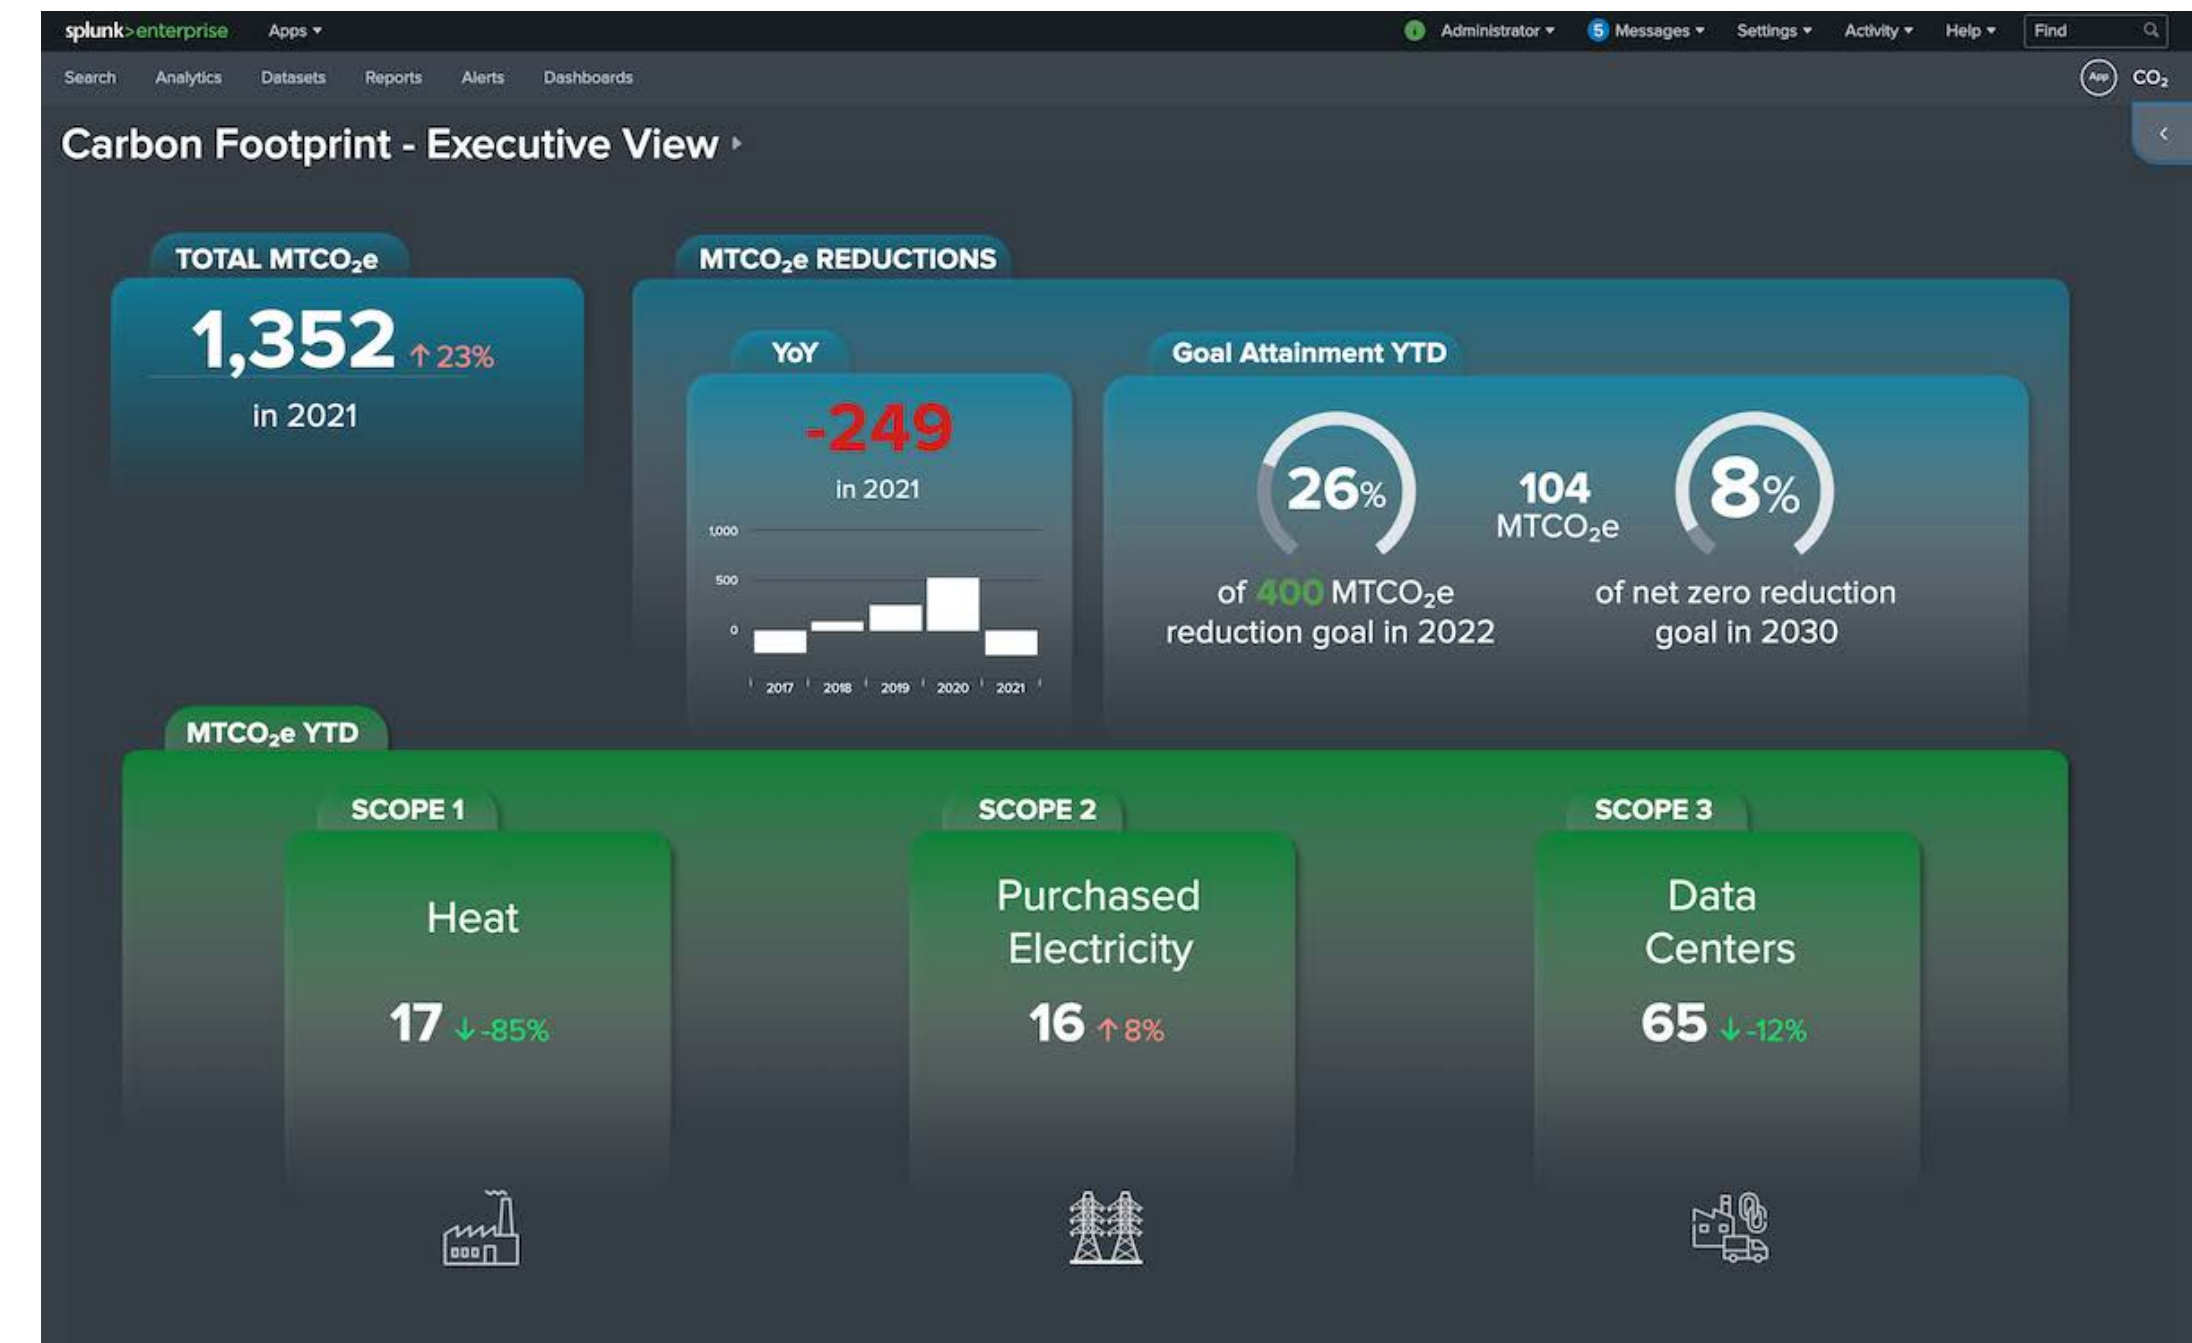 splunk>enterprise Apps
i Administrator 5 Messages Settings Activity Help Find
Search Analytics Datasets Reports Alerts Dashboards
App CO₂
Carbon Footprint - Executive View
TOTAL MTCO₂e
1,352 ↑ 23%
in 2021
MTCO₂e REDUCTIONS
YoY
-249
in 2021
1,000
500
0
2017 2018 2019 2020 2021
Goal Attainment YTD
26%
of 400 MTCO₂e
reduction goal in 2022
104
MTCO₂e
8%
of net zero reduction
goal in 2030
MTCO₂e YTD
SCOPE 1
Heat
17 ↓ -85%
SCOPE 2
Purchased
Electricity
16 ↑ 8%
SCOPE 3
Data
Centers
65 ↓ -12%